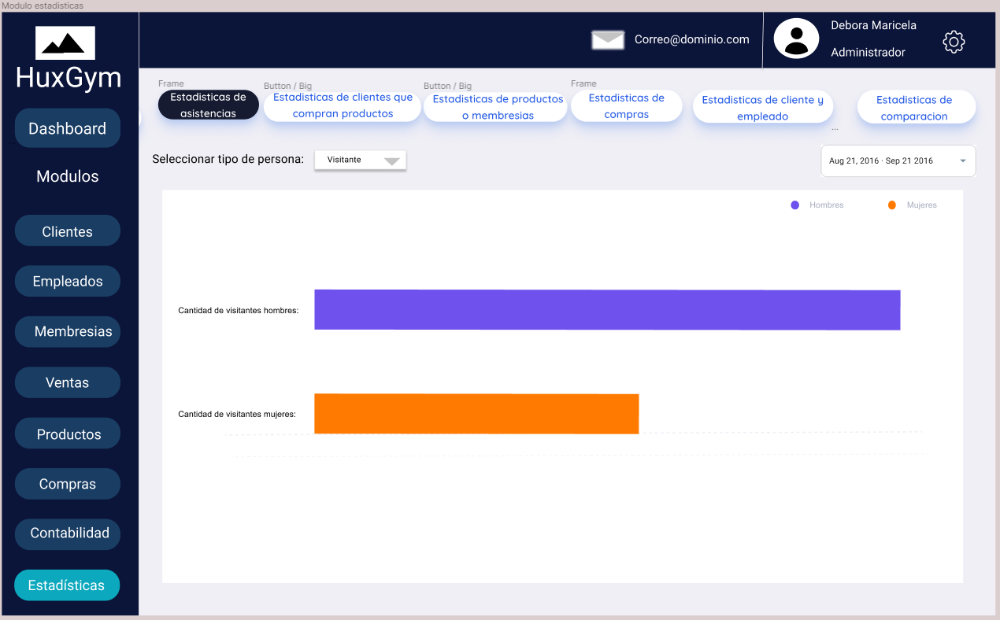 Modulo estadisticas
HuxGym
Correo@dominio.com
Debora Maricela
Administrador
Dashboard
Modulos
Clientes
Empleados
Membresias
Ventas
Productos
Compras
Contabilidad
Estadísticas
Frame
Estadisticas de
asistencias
Button / Big
Estadisticas de clientes que
compran productos
Button / Big
Estadisticas de productos
o membresias
Frame
Estadisticas de
compras
Estadisticas de cliente y
empleado
...
Estadisticas de
comparacion
Seleccionar tipo de persona:
Visitante
Aug 21, 2016 · Sep 21 2016
Hombres
Mujeres
Cantidad de visitantes hombres:
Cantidad de visitantes mujeres: